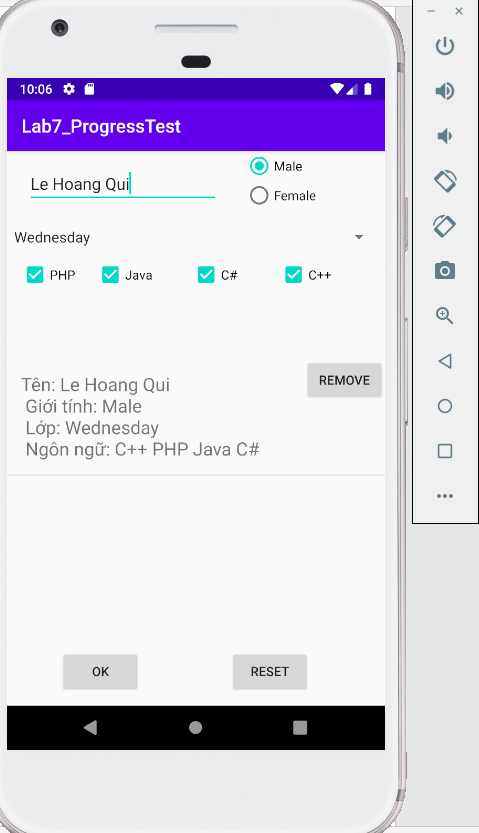 10:06
Lab7_ProgressTest
Le Hoang Qui
Male
Female
Wednesday
PHP Java C# C++
REMOVE
Tên: Le Hoang Qui
Giới tính: Male
Lớp: Wednesday
Ngôn ngữ: C++ PHP Java C#
OK RESET